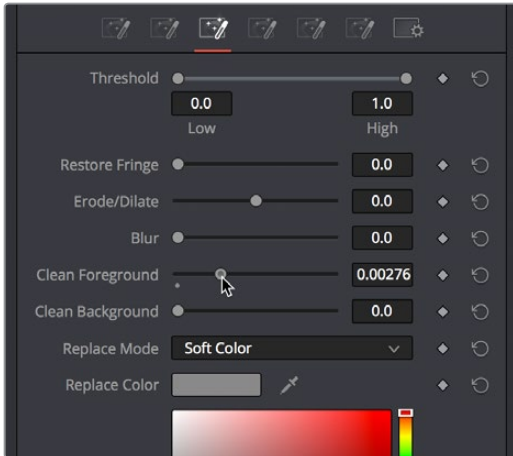 Threshold
0.0 1.0
Low High
Restore Fringe 0.0
Erode/Dilate 0.0
Blur 0.0
Clean Foreground 0.00276
Clean Background 0.0
Replace Mode Soft Color
Replace Color